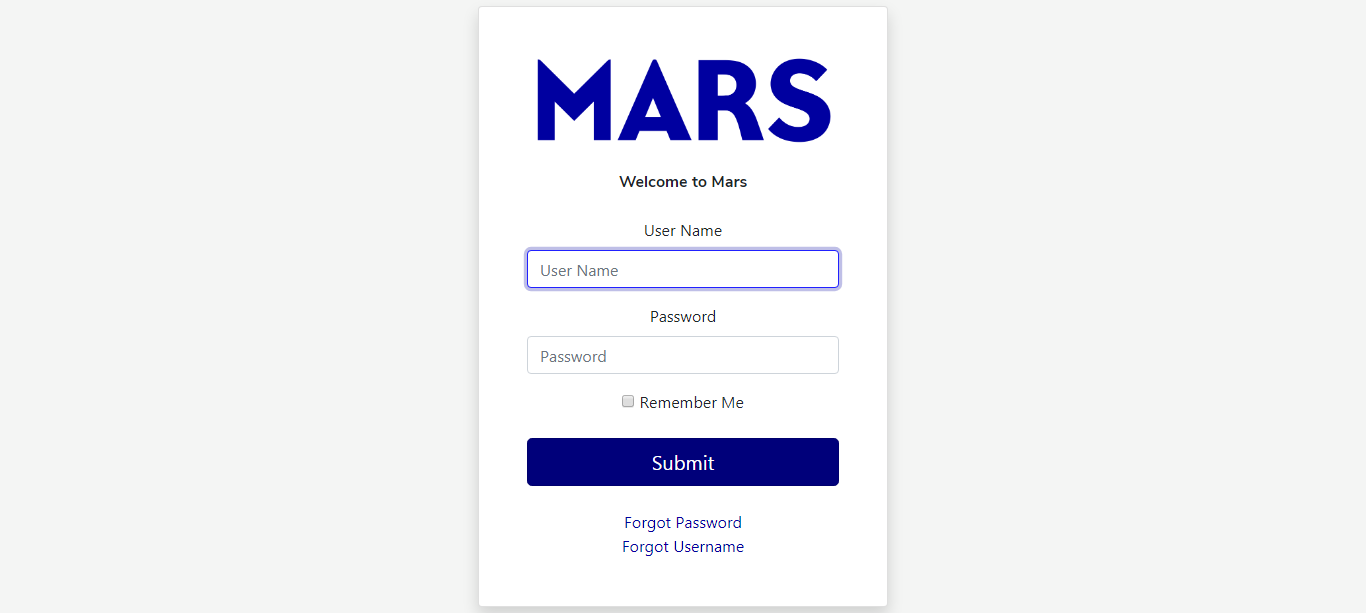 MARS
Welcome to Mars
User Name
User Name
Password
Password
Remember Me
Submit
Forgot Password
Forgot Username